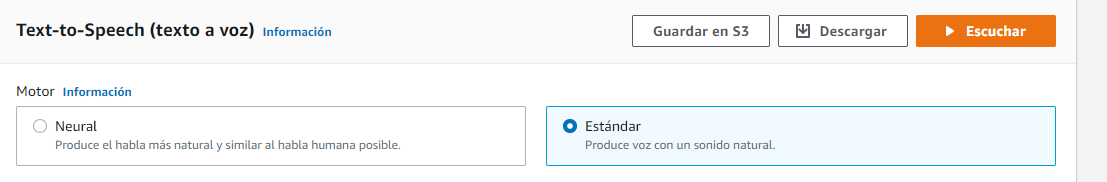 Text-to-Speech (texto a voz) Información Guardar en S3 Descargar Escuchar
Motor Información
Neural Estándar
Produce el habla más natural y similar al habla humana posible. Produce voz con un sonido natural.